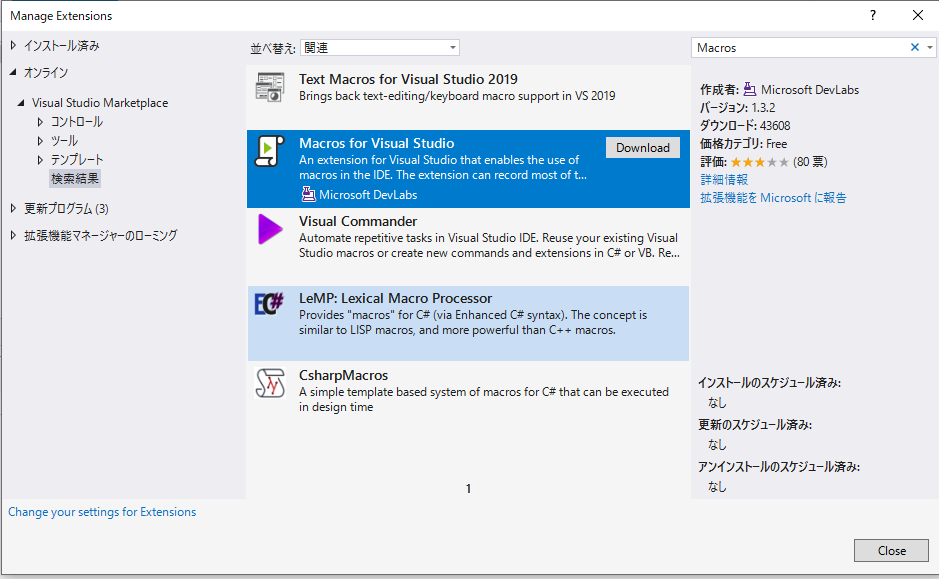 Manage Extensions
インストール済み
オンライン
Visual Studio Marketplace
コントロール
ツール
テンプレート
検索結果
更新プログラム (3)
拡張機能マネージャーのローミング
並べ替え: 関連
Text Macros for Visual Studio 2019
Brings back text-editing/keyboard macro support in VS 2019
Macros for Visual Studio
Download
An extension for Visual Studio that enables the use of
macros in the IDE. The extension can record most of t...
Microsoft DevLabs
Visual Commander
Automate repetitive tasks in Visual Studio IDE. Reuse your existing Visual
Studio macros or create new commands and extensions in C# or VB. Re...
LeMP: Lexical Macro Processor
Provides "macros" for C# (via Enhanced C# syntax). The concept is
similar to LISP macros, and more powerful than C++ macros.
CsharpMacros
A simple template based system of macros for C# that can be executed
in design time
1
Macros
作成者: Microsoft DevLabs
バージョン: 1.3.2
ダウンロード: 43608
価格カテゴリ: Free
評価: ★★★★★ (80 票)
詳細情報
拡張機能を Microsoft に報告
インストールのスケジュール済み:
なし
更新のスケジュール済み:
なし
アンインストールのスケジュール済み:
なし
Change your settings for Extensions
Close